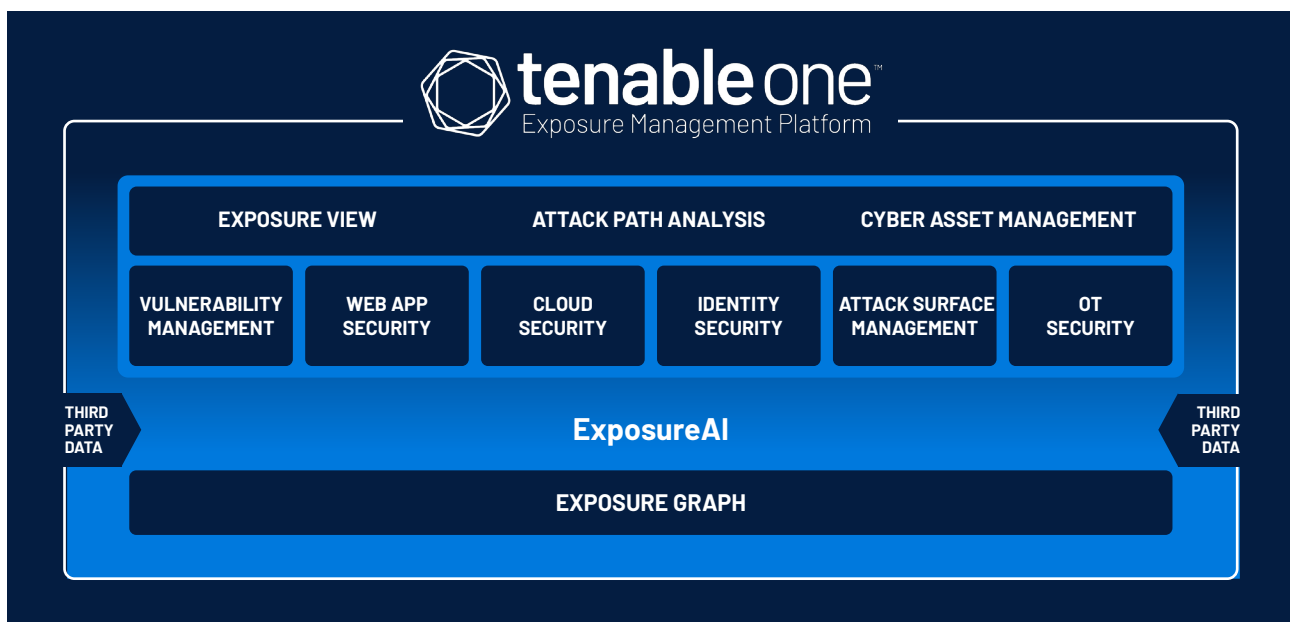 tenable one™
Exposure Management Platform
EXPOSURE VIEW
ATTACK PATH ANALYSIS
CYBER ASSET MANAGEMENT
VULNERABILITY
MANAGEMENT
WEB APP
SECURITY
CLOUD
SECURITY
IDENTITY
SECURITY
ATTACK SURFACE
MANAGEMENT
OT
SECURITY
THIRD
PARTY
DATA
ExposureAI
THIRD
PARTY
DATA
EXPOSURE GRAPH